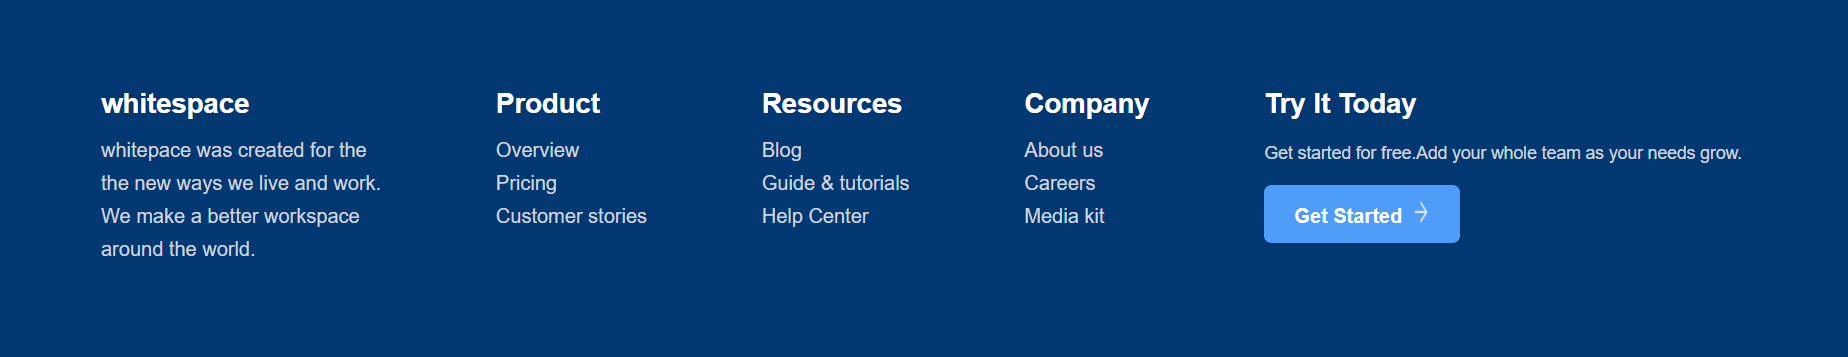 whitespace
whitepace was created for the
the new ways we live and work.
We make a better workspace
around the world.
Product
Overview
Pricing
Customer stories
Resources
Blog
Guide & tutorials
Help Center
Company
About us
Careers
Media kit
Try It Today
Get started for free.Add your whole team as your needs grow.
Get Started